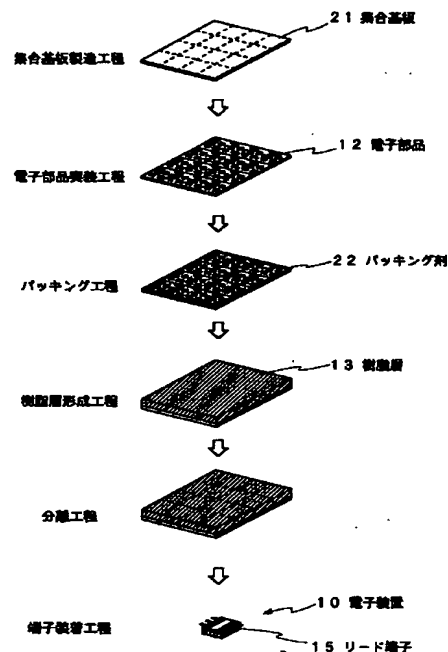 21 集合基板
集合基板製造工程
12 電子部品
電子部品実装工程
22 パッキング剤
パッキング工程
13 樹脂層
樹脂層形成工程
分離工程
10 電子装置
端子装着工程
15 リード端子